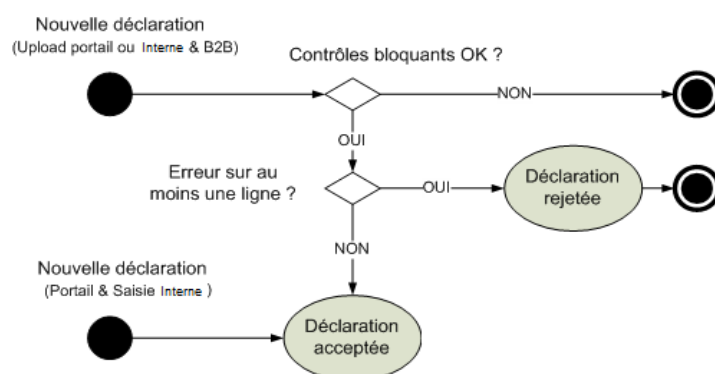 Nouvelle déclaration
(Upload portail ou Interne & B2B)
Contrôles bloquants OK ?
NON
OUI
Erreur sur au
moins une ligne ?
OUI
Déclaration
rejetée
NON
Nouvelle déclaration
(Portail & Saisie Interne )
Déclaration
acceptée